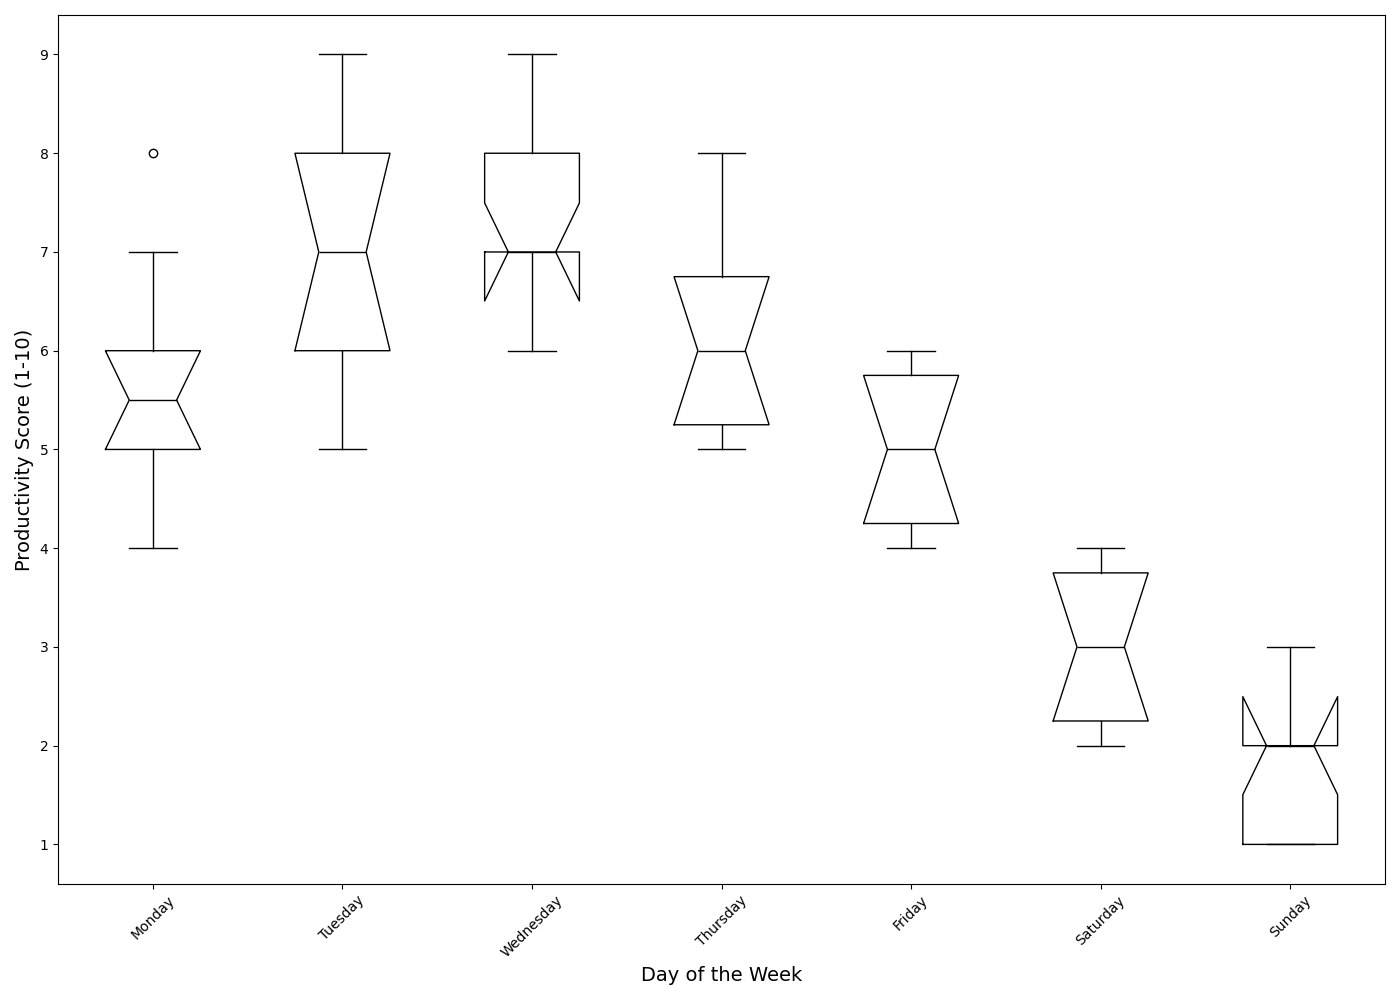 Productivity Score (1-10)
9
8
7
6
5
4
3
2
1
Monday
Tuesday
Wednesday
Thursday
Friday
Saturday
Sunday
Day of the Week